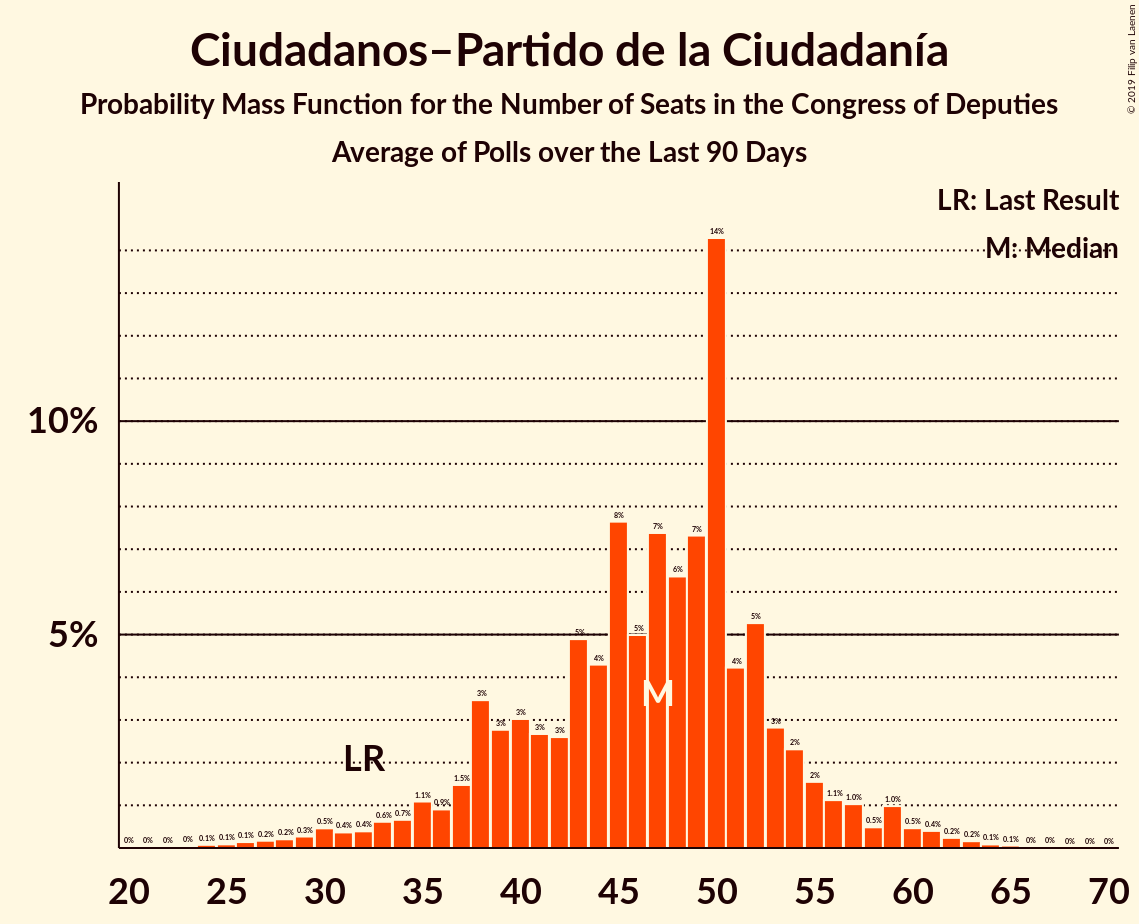 Ciudadanos–Partido de la Ciudadanía
Probability Mass Function for the Number of Seats in the Congress of Deputies
Average of Polls over the Last 90 Days
© 2019 Filip van Laenen
LR: Last Result
M: Median
10%
5%
0% 0% 0% 0% 0.1% 0.1% 0.1% 0.2% 0.2% 0.3% 0.5% 0.4% 0.4% 0.6% 0.7% 1.1% 0.9% 1.5% 3% 3% 3% 3% 3% 5% 4% 8% 5% 7% 6% 7% 14% 4% 5% 3% 2% 2% 1.1% 1.0% 0.5% 1.0% 0.5% 0.4% 0.2% 0.2% 0.1% 0.1% 0% 0% 0% 0% 0%
LR
M
20 25 30 35 40 45 50 55 60 65 70